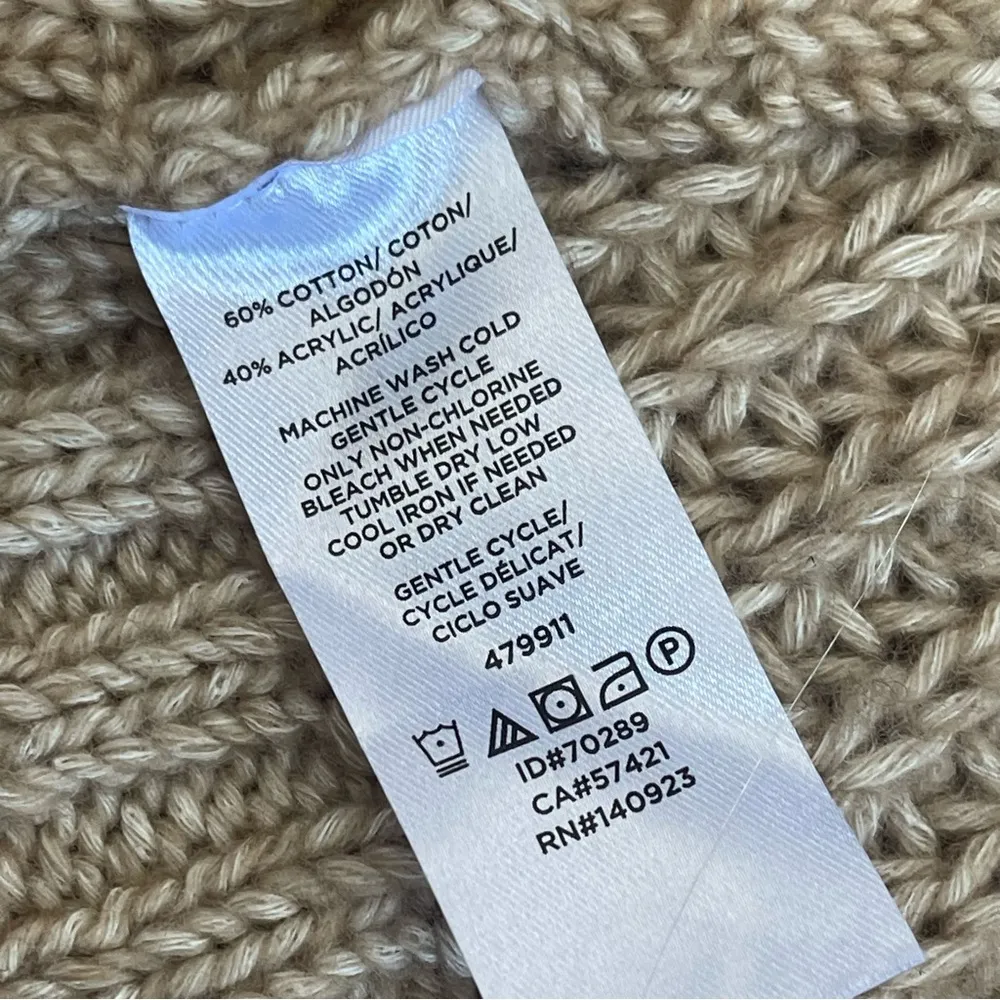 60% COTTON/ COTON/
ALGODÓN
40% ACRYLIC/ ACRYLIQUE/
ACRÍLICO
MACHINE WASH COLD
GENTLE CYCLE
ONLY NON-CHLORINE
BLEACH WHEN NEEDED
TUMBLE DRY LOW
COOL IRON IF NEEDED
OR DRY CLEAN
GENTLE CYCLE/
CYCLE DÉLICAT/
CICLO SUAVE
479911
P
ID#70289
CA#57421
RN#140923